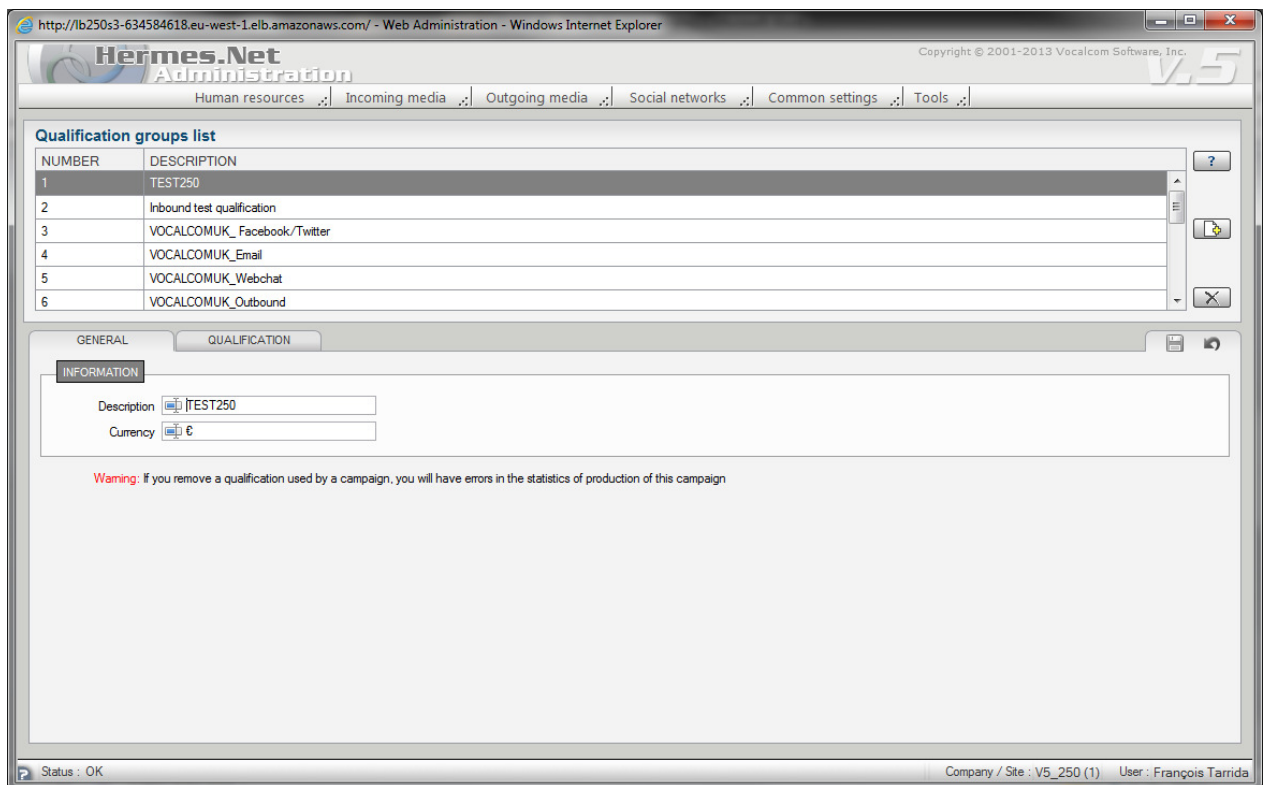 http://lb250s3-634584618.eu-west-1.elb.amazonaws.com/ - Web Administration - Windows Internet Explorer
Hermes.Net
Administration
Copyright © 2001-2013 Vocalcom Software, Inc.
V.5
Human resources Incoming media Outgoing media Social networks Common settings Tools
Qualification groups list
NUMBER DESCRIPTION
?
1 TEST250
2 Inbound test qualification
3 VOCALCOMUK_ Facebook/Twitter
4 VOCALCOMUK_Email
5 VOCALCOMUK_Webchat
6 VOCALCOMUK_Outbound
GENERAL QUALIFICATION
INFORMATION
Description TEST250
Currency €
Warning: If you remove a qualification used by a campaign, you will have errors in the statistics of production of this campaign
Status : OK Company / Site : V5_250 (1) User : François Tarrida